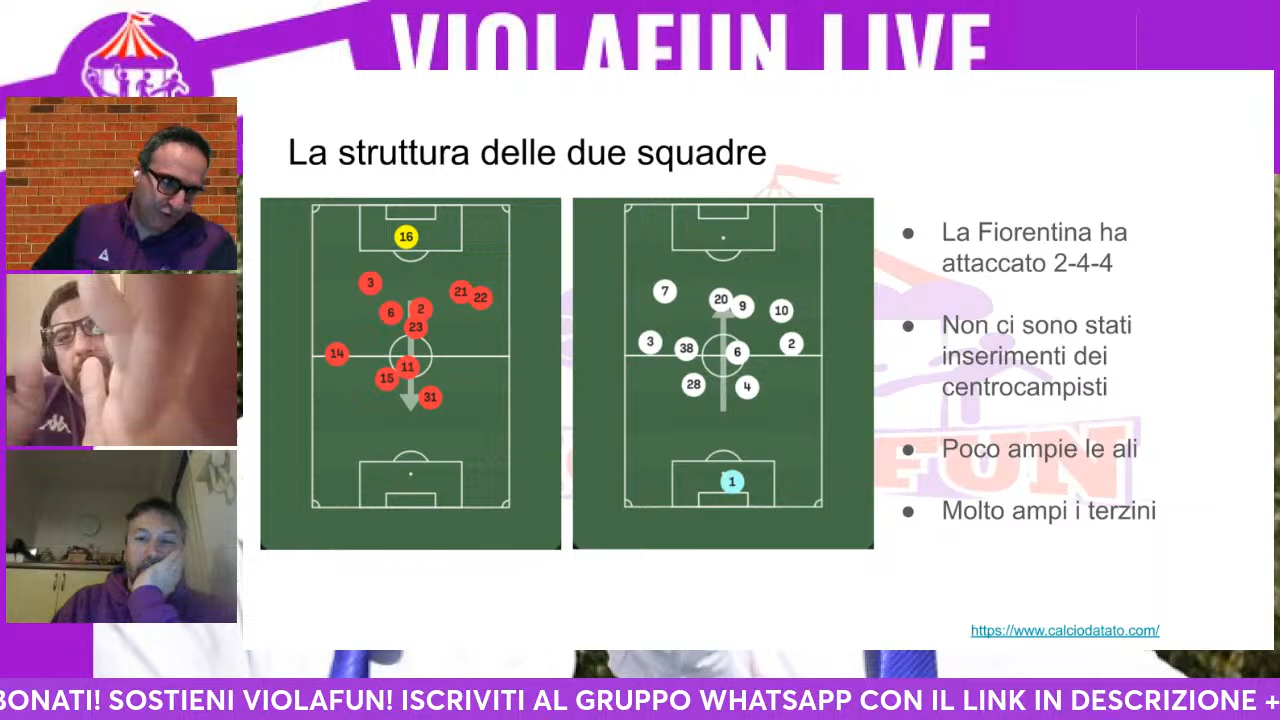 VIOLAFUN LIVE
La struttura delle due squadre
16
3
21
22
6
2
23
14
11
15
31
7
20
9
10
3
38
6
2
28
4
1
● La Fiorentina ha
attaccato 2-4-4
● Non ci sono stati
inserimenti dei
centrocampisti
● Poco ampie le ali
● Molto ampi i terzini
FUN
https://www.calciodatato.com/
BONATI! SOSTIENI VIOLAFUN! ISCRIVITI AL GRUPPO WHATSAPP CON IL LINK IN DESCRIZIONE +